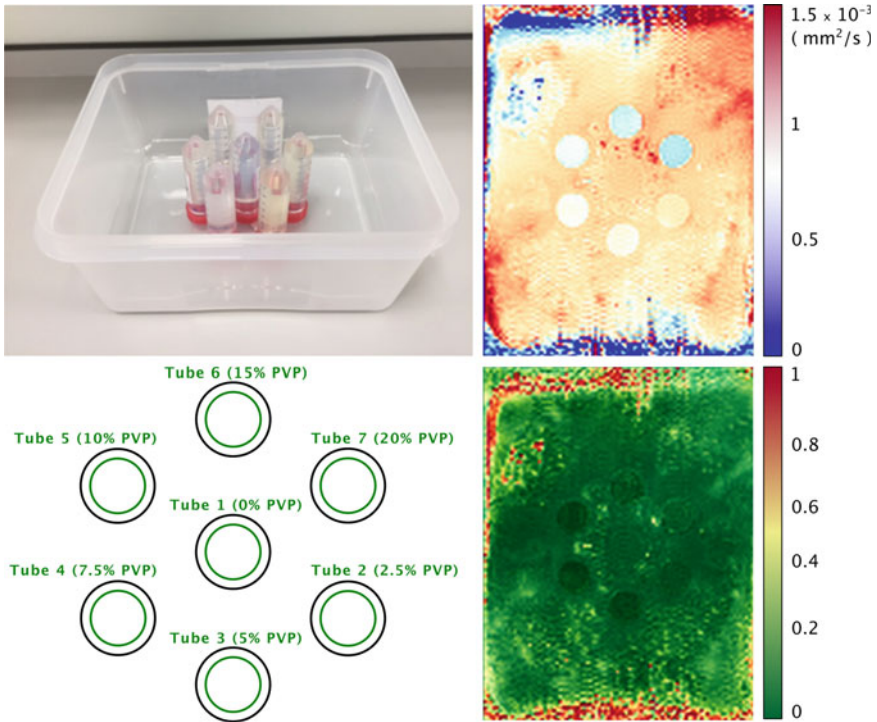 1.5 × 10⁻³
( mm²/s )
1
0.5
0
Tube 6 (15% PVP)
Tube 5 (10% PVP)
Tube 7 (20% PVP)
Tube 1 (0% PVP)
Tube 4 (7.5% PVP)
Tube 2 (2.5% PVP)
Tube 3 (5% PVP)
1
0.8
0.6
0.4
0.2
0